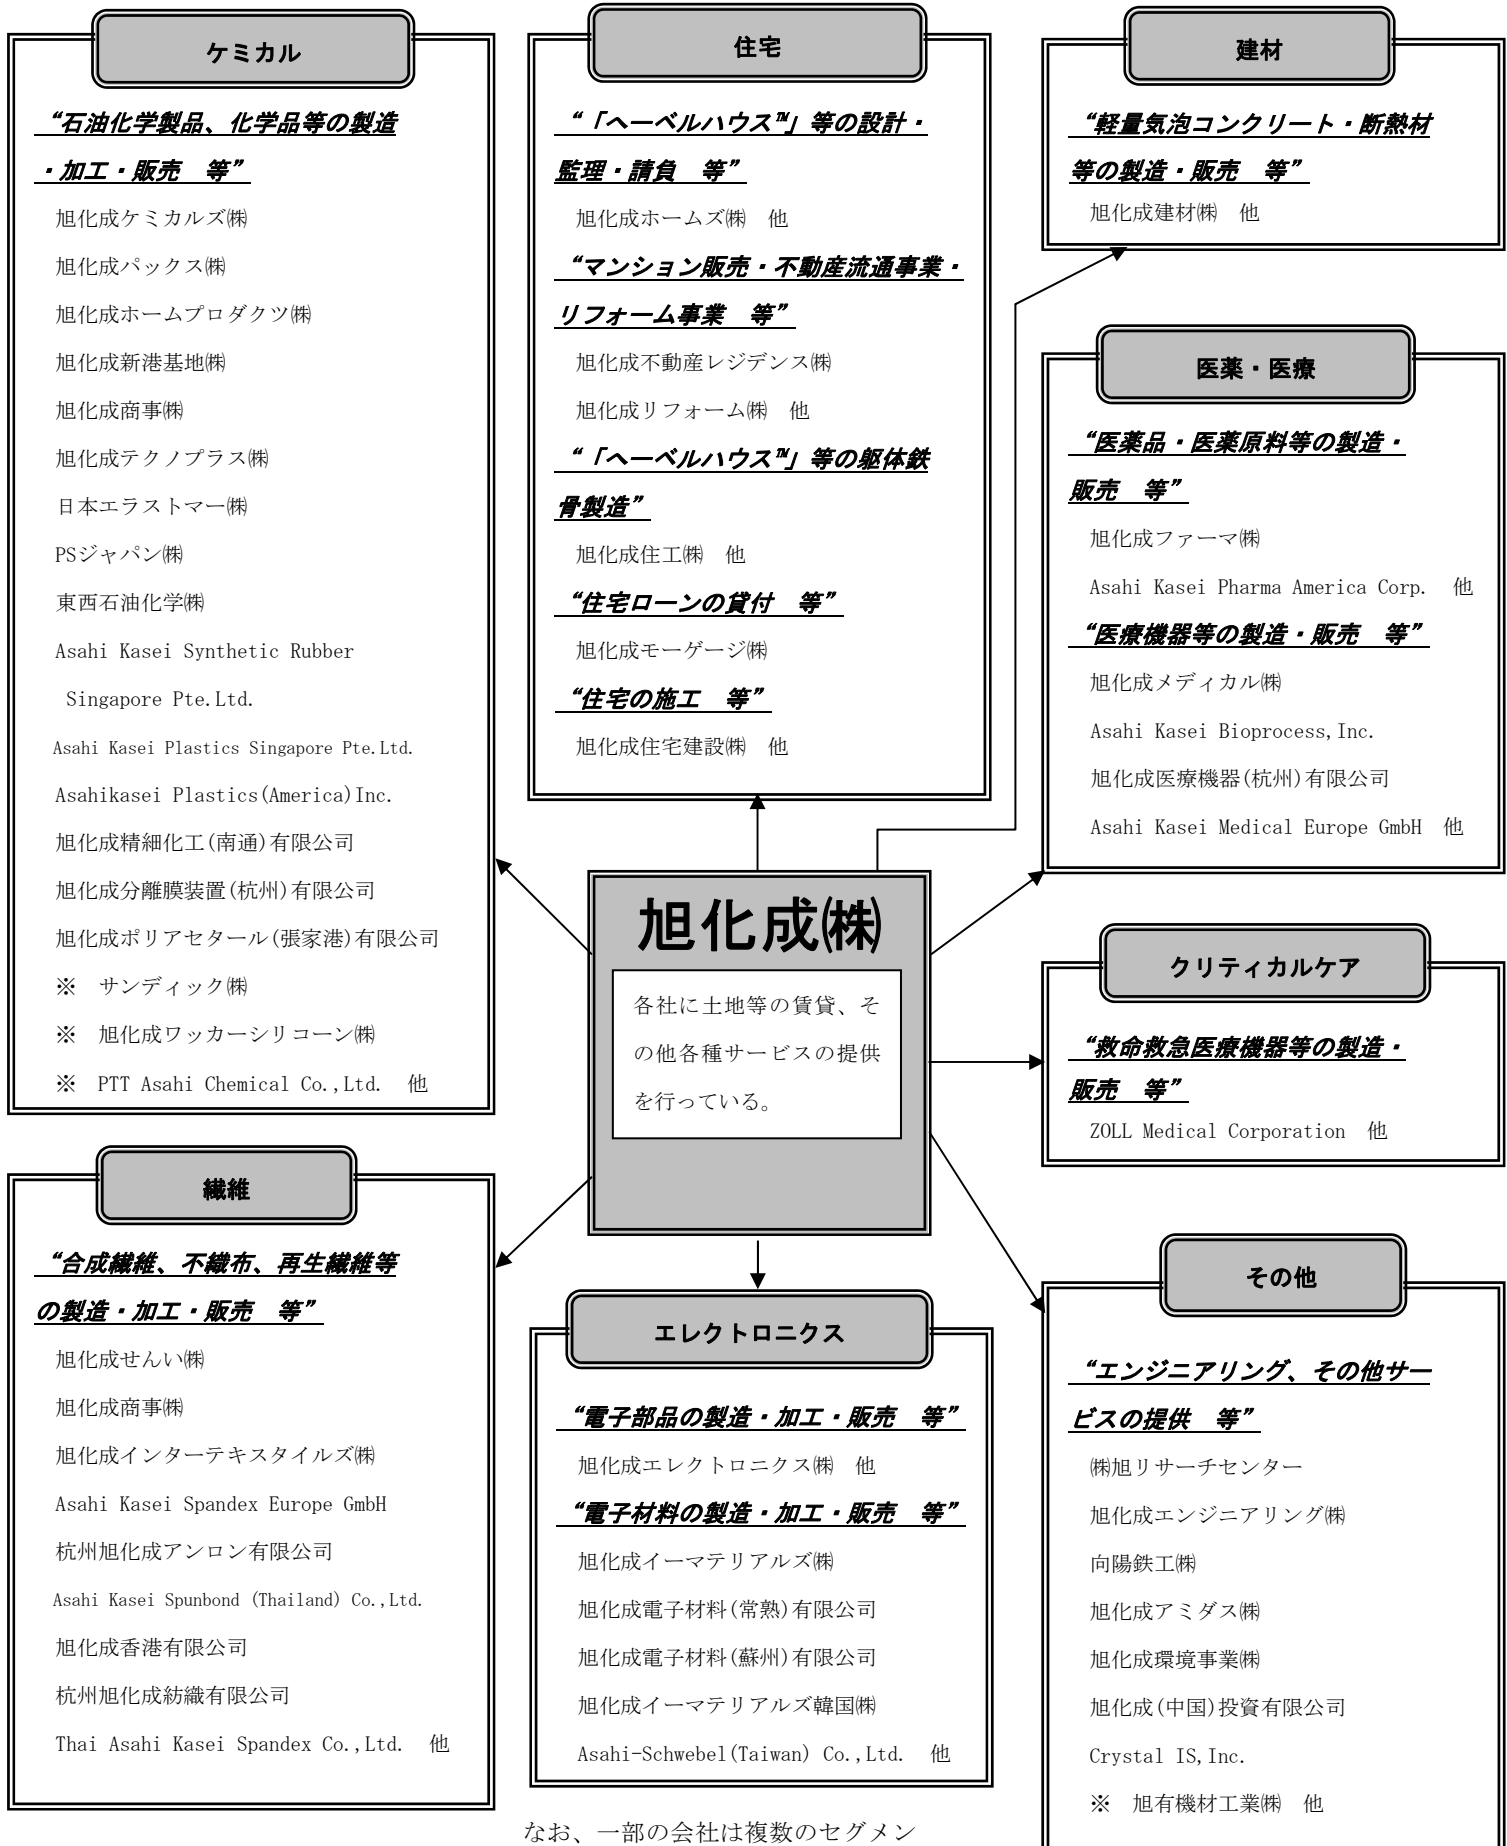 ケミカル
“石油化学製品、化学品等の製造
・加工・販売　等”
旭化成ケミカルズ㈱
旭化成パックス㈱
旭化成ホームプロダクツ㈱
旭化成新港基地㈱
旭化成商事㈱
旭化成テクノプラス㈱
日本エラストマー㈱
PSジャパン㈱
東西石油化学㈱
Asahi Kasei Synthetic Rubber
Singapore Pte.Ltd.
Asahi Kasei Plastics Singapore Pte.Ltd.
Asahikasei Plastics(America)Inc.
旭化成精細化工(南通)有限公司
旭化成分離膜装置(杭州)有限公司
旭化成ポリアセタール(張家港)有限公司
※　サンディック㈱
※　旭化成ワッカーシリコーン㈱
※　PTT Asahi Chemical Co.,Ltd.　他
繊維
“合成繊維、不織布、再生繊維等
の製造・加工・販売　等”
旭化成せんい㈱
旭化成商事㈱
旭化成インターテキスタイルズ㈱
Asahi Kasei Spandex Europe GmbH
杭州旭化成アンロン有限公司
Asahi Kasei Spunbond (Thailand) Co.,Ltd.
旭化成香港有限公司
杭州旭化成紡織有限公司
Thai Asahi Kasei Spandex Co.,Ltd.　他
住宅
“「ヘーベルハウス™」等の設計・
監理・請負　等”
旭化成ホームズ㈱　他
“マンション販売・不動産流通事業・
リフォーム事業　等”
旭化成不動産レジデンス㈱
旭化成リフォーム㈱　他
“「ヘーベルハウス™」等の躯体鉄
骨製造”
旭化成住工㈱　他
“住宅ローンの貸付　等”
旭化成モーゲージ㈱
“住宅の施工　等”
旭化成住宅建設㈱　他
旭化成㈱
各社に土地等の賃貸、そ
の他各種サービスの提供
を行っている。
エレクトロニクス
“電子部品の製造・加工・販売　等”
旭化成エレクトロニクス㈱　他
“電子材料の製造・加工・販売　等”
旭化成イーマテリアルズ㈱
旭化成電子材料(常熟)有限公司
旭化成電子材料(蘇州)有限公司
旭化成イーマテリアルズ韓国㈱
Asahi-Schwebel(Taiwan) Co.,Ltd.　他
なお、一部の会社は複数のセグメン
建材
“軽量気泡コンクリート・断熱材
等の製造・販売　等”
旭化成建材㈱　他
医薬・医療
“医薬品・医薬原料等の製造・
販売　等”
旭化成ファーマ㈱
Asahi Kasei Pharma America Corp.　他
“医療機器等の製造・販売　等”
旭化成メディカル㈱
Asahi Kasei Bioprocess,Inc.
旭化成医療機器(杭州)有限公司
Asahi Kasei Medical Europe GmbH　他
クリティカルケア
“救命救急医療機器等の製造・
販売　等”
ZOLL Medical Corporation　他
その他
“エンジニアリング、その他サー
ビスの提供　等”
㈱旭リサーチセンター
旭化成エンジニアリング㈱
向陽鉄工㈱
旭化成アミダス㈱
旭化成環境事業㈱
旭化成(中国)投資有限公司
Crystal IS,Inc.
※　旭有機材工業㈱　他